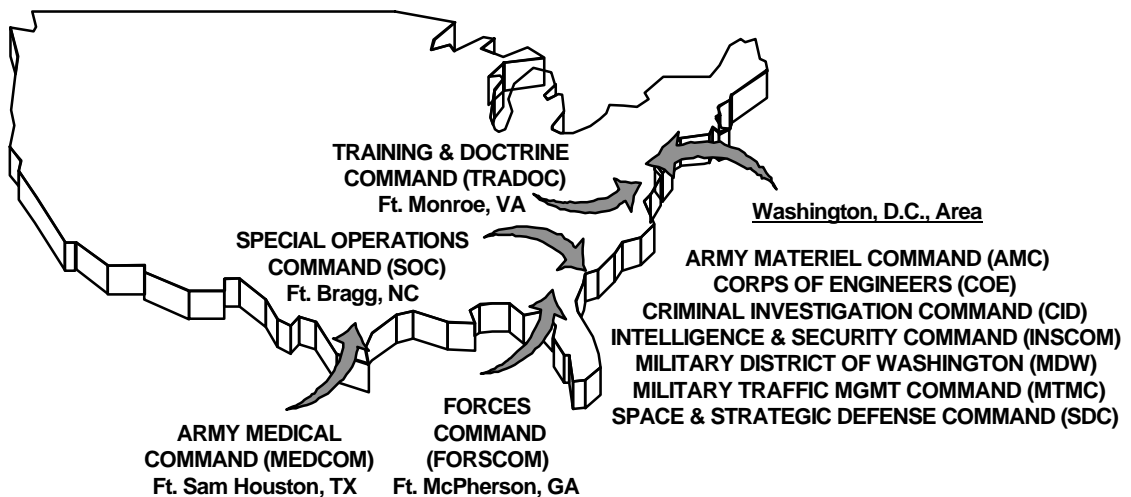 TRAINING & DOCTRINE
COMMAND (TRADOC)
Ft. Monroe, VA
Washington, D.C., Area
SPECIAL OPERATIONS
COMMAND (SOC)
Ft. Bragg, NC
ARMY MATERIEL COMMAND (AMC)
CORPS OF ENGINEERS (COE)
CRIMINAL INVESTIGATION COMMAND (CID)
INTELLIGENCE & SECURITY COMMAND (INSCOM)
MILITARY DISTRICT OF WASHINGTON (MDW)
MILITARY TRAFFIC MGMT COMMAND (MTMC)
SPACE & STRATEGIC DEFENSE COMMAND (SDC)
ARMY MEDICAL
COMMAND (MEDCOM)
Ft. Sam Houston, TX
FORCES
COMMAND
(FORSCOM)
Ft. McPherson, GA